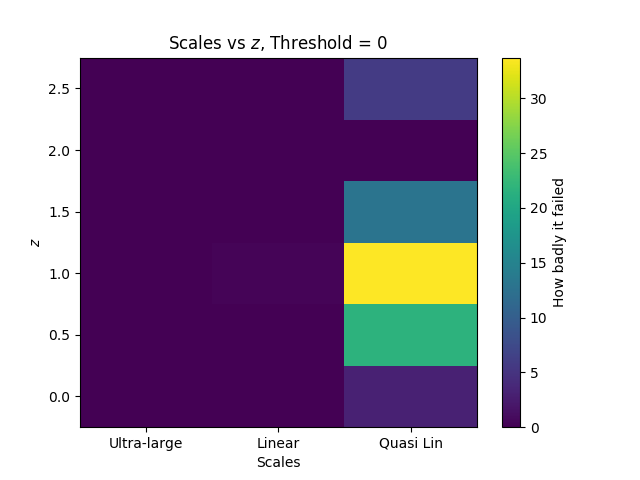 Scales vs z, Threshold = 0
z
2.5
2.0
1.5
1.0
0.5
0.0
Ultra-large Linear Quasi Lin
Scales
30
25
20
15
10
5
0
How badly it failed